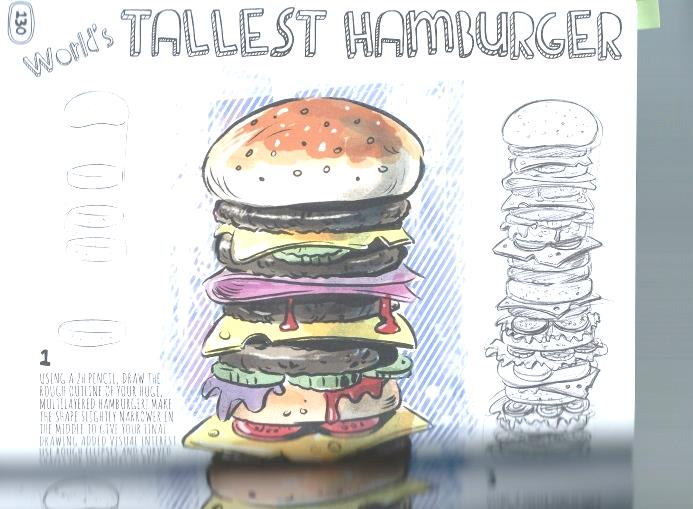 130
World's TALLEST HAMBURGER
1
USING A 2H PENCIL, DRAW THE
ROUGH OUTLINE OF YOUR HUGE,
MULTILAYERED HAMBURGER! MAKE
THE SHAPE SLIGHTLY NARROWER IN
THE MIDDLE TO GIVE YOUR FINAL
DRAWING ADDED VISUAL INTEREST.